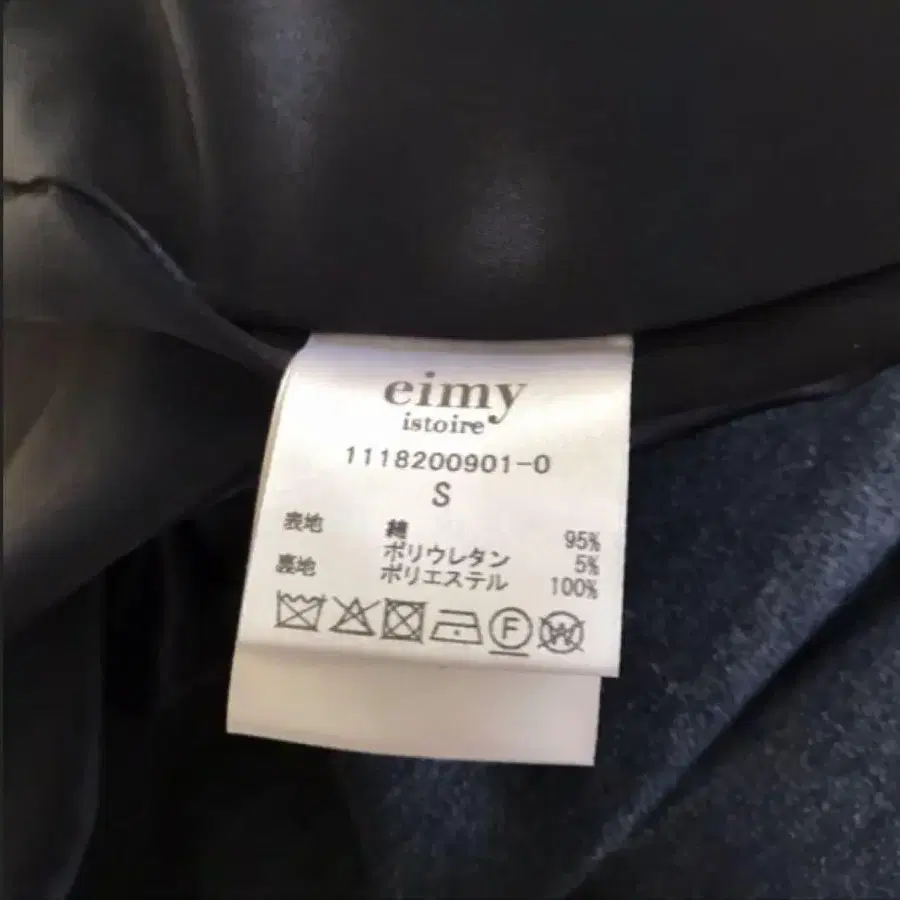 eimy
istoire
1118200901-0
S
表地 綿 95%
ポリウレタン 5%
裏地 ポリエステル 100%
F
W